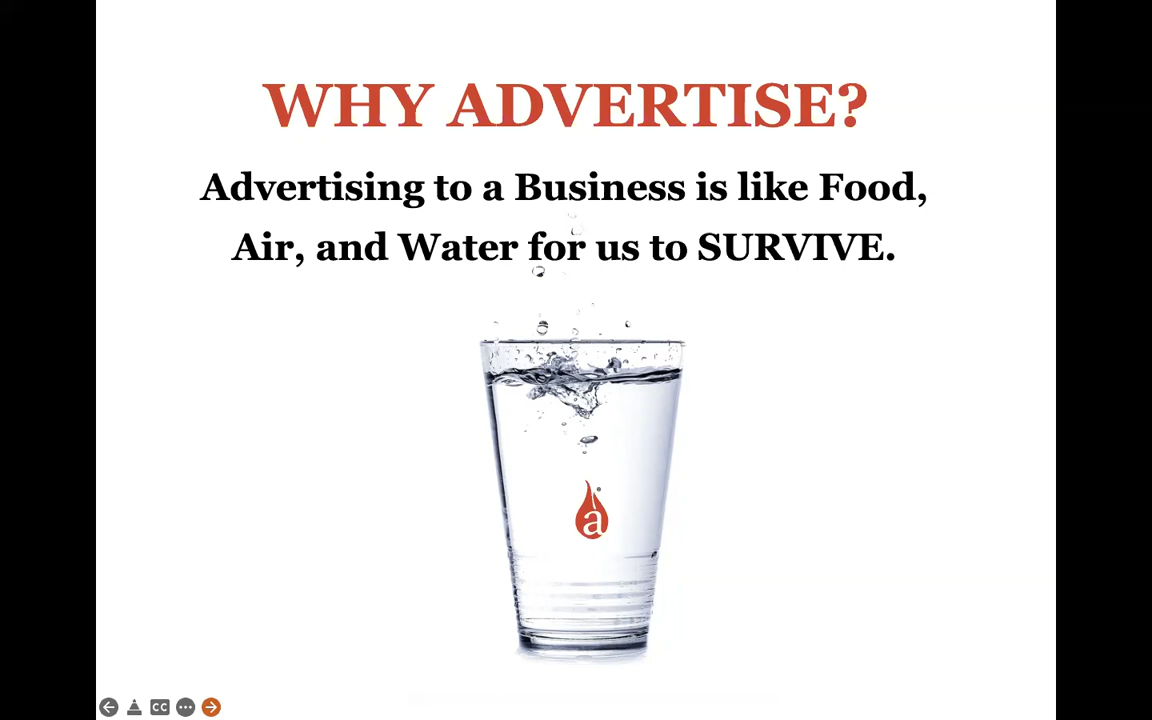 WHY ADVERTISE?
Advertising to a Business is like Food,
Air, and Water for us to SURVIVE.
a
CC